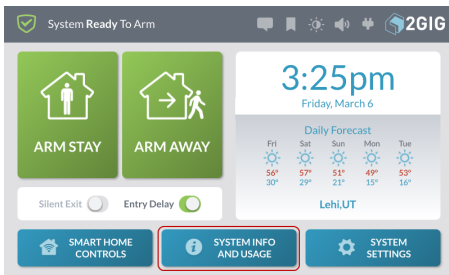 System Ready To Arm
2GIG
ARM STAY
ARM AWAY
Silent Exit
Entry Delay
3:25pm
Friday, March 6
Daily Forecast
Fri Sat Sun Mon Tue
56° 57° 51° 49° 53°
30° 29° 21° 15° 16°
Lehi,UT
SMART HOME
CONTROLS
SYSTEM INFO
AND USAGE
SYSTEM
SETTINGS